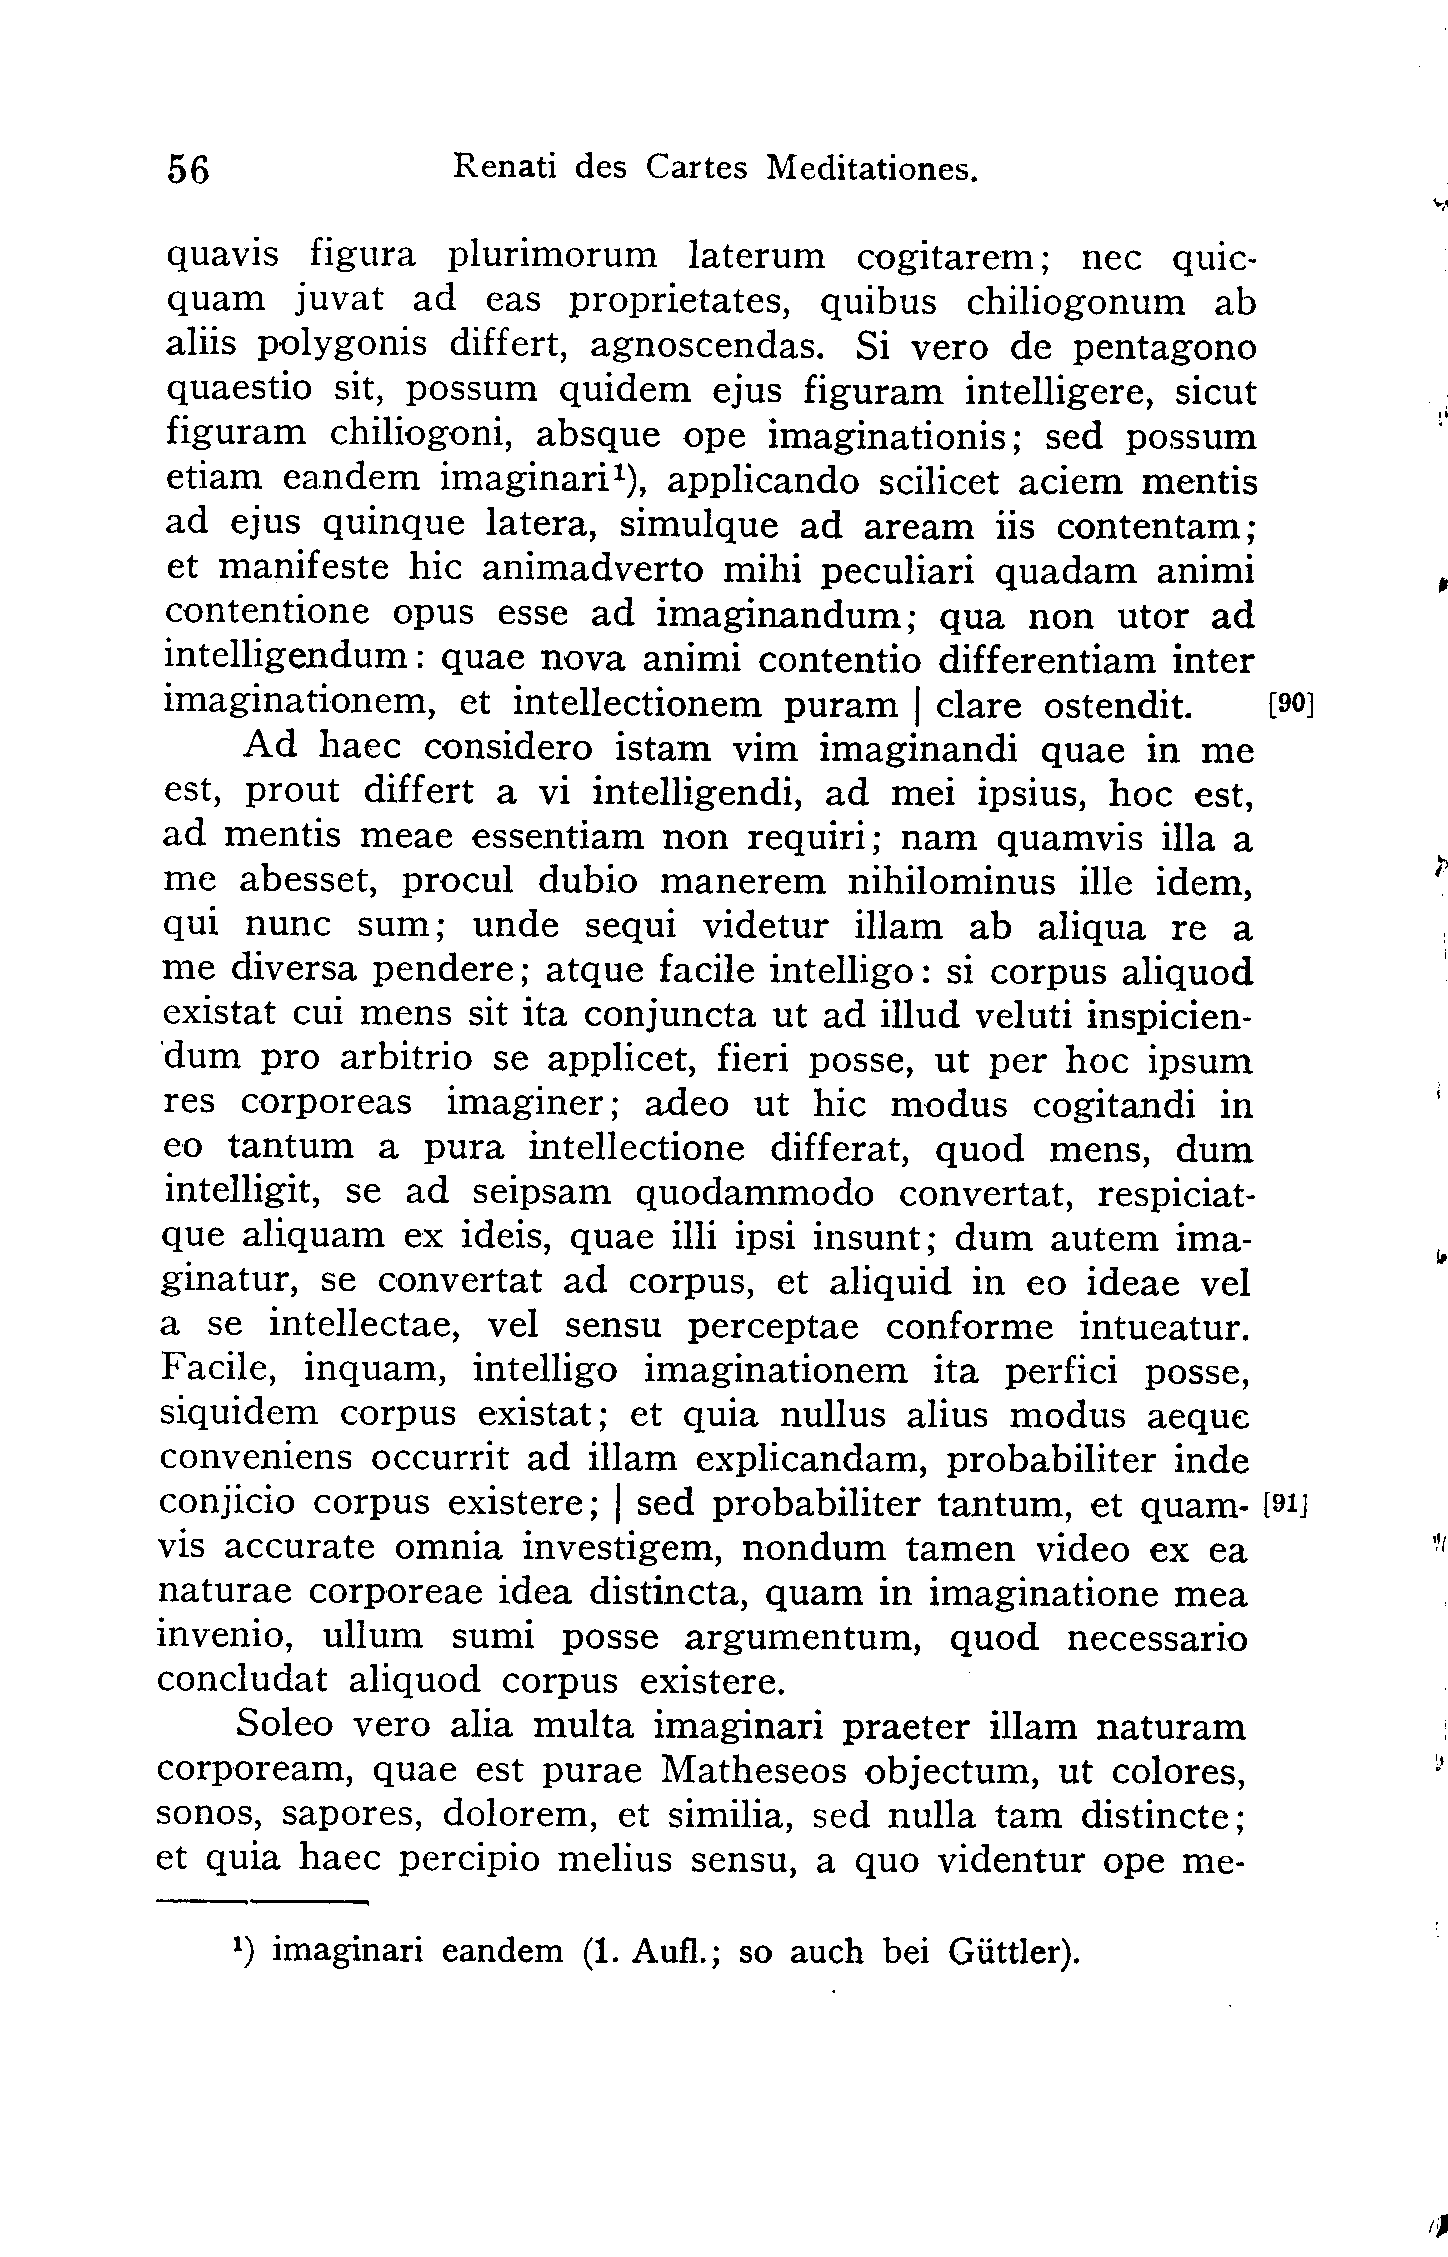 56 Renati des Cartes Meditationes.
quavis figura plurimorum laterum cogitarem; nec quic-
quam juvat ad eas proprietates, quibus chiliogonum ab
aliis polygonis differt, agnoscendas. Si vero de pentagono
quaestio sit, possum quidem ejus figuram intelligere, sicut
figuram chiliogoni, absque ope imaginationis; sed possum
etiam eandem imaginari¹), applicando scilicet aciem mentis
ad ejus quinque latera, simulque ad aream iis contentam;
et manifeste hic animadverto mihi peculiari quadam animi
contentione opus esse ad imaginandum; qua non utor ad
intelligendum: quae nova animi contentio differentiam inter
imaginationem, et intellectionem puram | clare ostendit. [90]
Ad haec considero istam vim imaginandi quae in me
est, prout differt a vi intelligendi, ad mei ipsius, hoc est,
ad mentis meae essentiam non requiri; nam quamvis illa a
me abesset, procul dubio manerem nihilominus ille idem,
qui nunc sum; unde sequi videtur illam ab aliqua re a
me diversa pendere; atque facile intelligo: si corpus aliquod
existat cui mens sit ita conjuncta ut ad illud veluti inspicien-
dum pro arbitrio se applicet, fieri posse, ut per hoc ipsum
res corporeas imaginer; adeo ut hic modus cogitandi in
eo tantum a pura intellectione differat, quod mens, dum
intelligit, se ad seipsam quodammodo convertat, respiciat-
que aliquam ex ideis, quae illi ipsi insunt; dum autem ima-
ginatur, se convertat ad corpus, et aliquid in eo ideae vel
a se intellectae, vel sensu perceptae conforme intueatur.
Facile, inquam, intelligo imaginationem ita perfici posse,
siquidem corpus existat; et quia nullus alius modus aeque
conveniens occurrit ad illam explicandam, probabiliter inde
conjicio corpus existere; | sed probabiliter tantum, et quam- [91]
vis accurate omnia investigem, nondum tamen video ex ea
naturae corporeae idea distincta, quam in imaginatione mea
invenio, ullum sumi posse argumentum, quod necessario
concludat aliquod corpus existere.
Soleo vero alia multa imaginari praeter illam naturam
corpoream, quae est purae Matheseos objectum, ut colores,
sonos, sapores, dolorem, et similia, sed nulla tam distincte;
et quia haec percipio melius sensu, a quo videntur ope me-
¹) imaginari eandem (1. Aufl.; so auch bei Güttler).